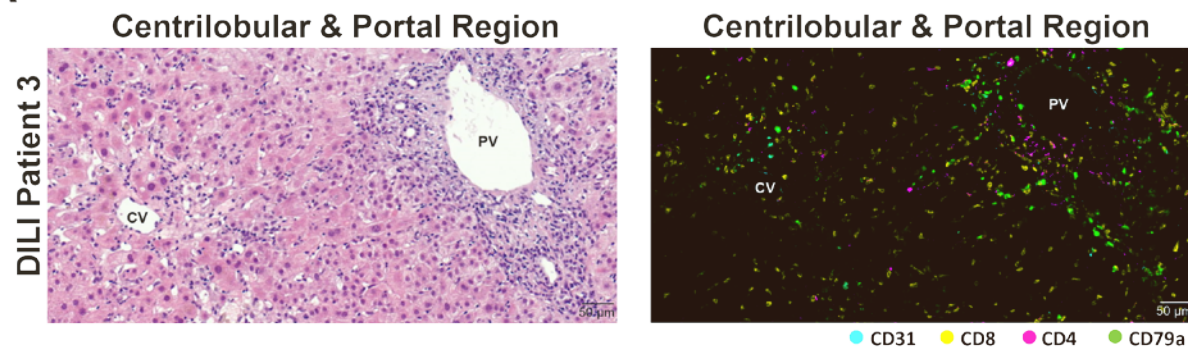 Centrilobular & Portal Region
Centrilobular & Portal Region
DILI Patient 3
PV
CV
50 µm
PV
CV
50 µm
CD31 CD8 CD4 CD79a